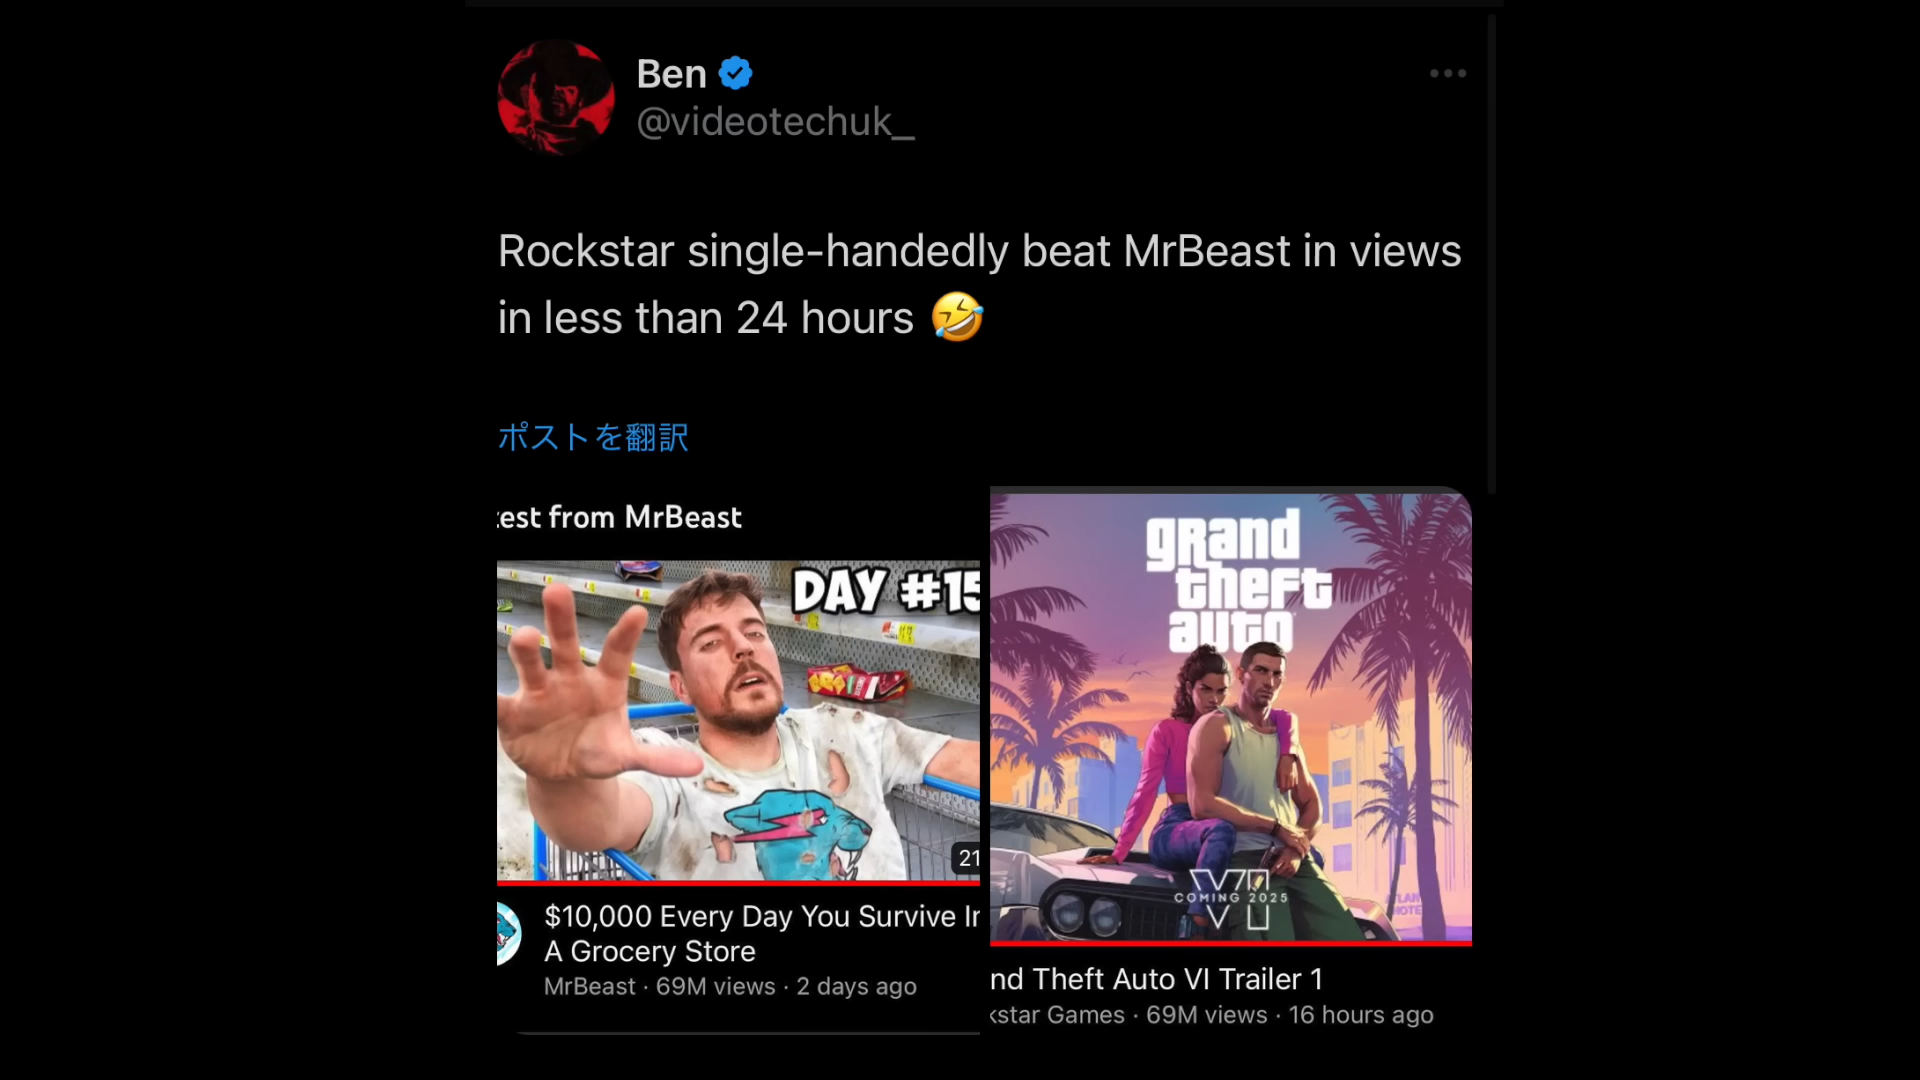 Ben
@videotechuk_
Rockstar single-handedly beat MrBeast in views
in less than 24 hours 🤣
ポストを翻訳
est from MrBeast
DAY #15
21
$10,000 Every Day You Survive In
A Grocery Store
MrBeast · 69M views · 2 days ago
grand
theft
auto
VI
COMING 2025
nd Theft Auto VI Trailer 1
kstar Games · 69M views · 16 hours ago